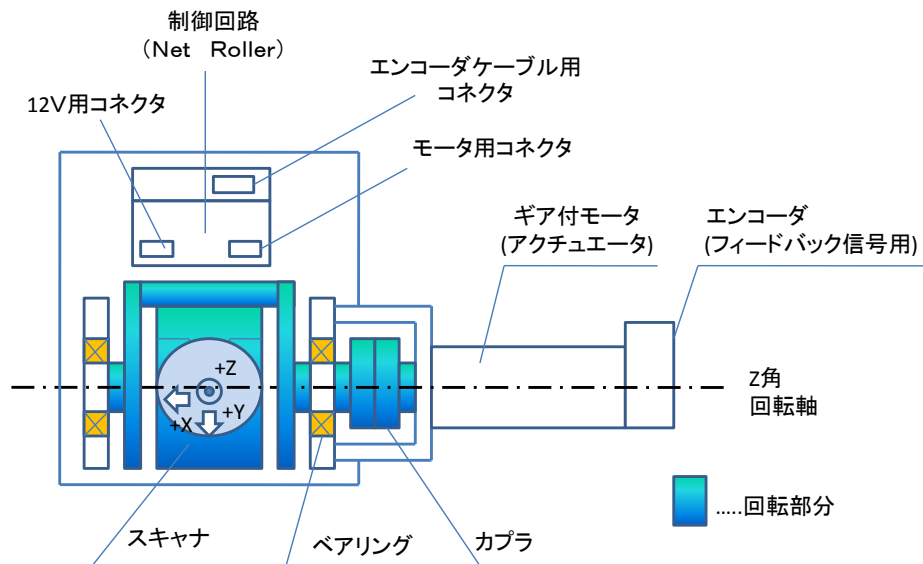 制御回路
(Net Roller)
エンコーダケーブル用
コネクタ
12V用コネクタ
モータ用コネクタ
ギア付モータ
(アクチュエータ)
エンコーダ
(フィードバック信号用)
+Z
+X
+Y
Z角
回転軸
.....回転部分
スキャナ
ベアリング
カプラ